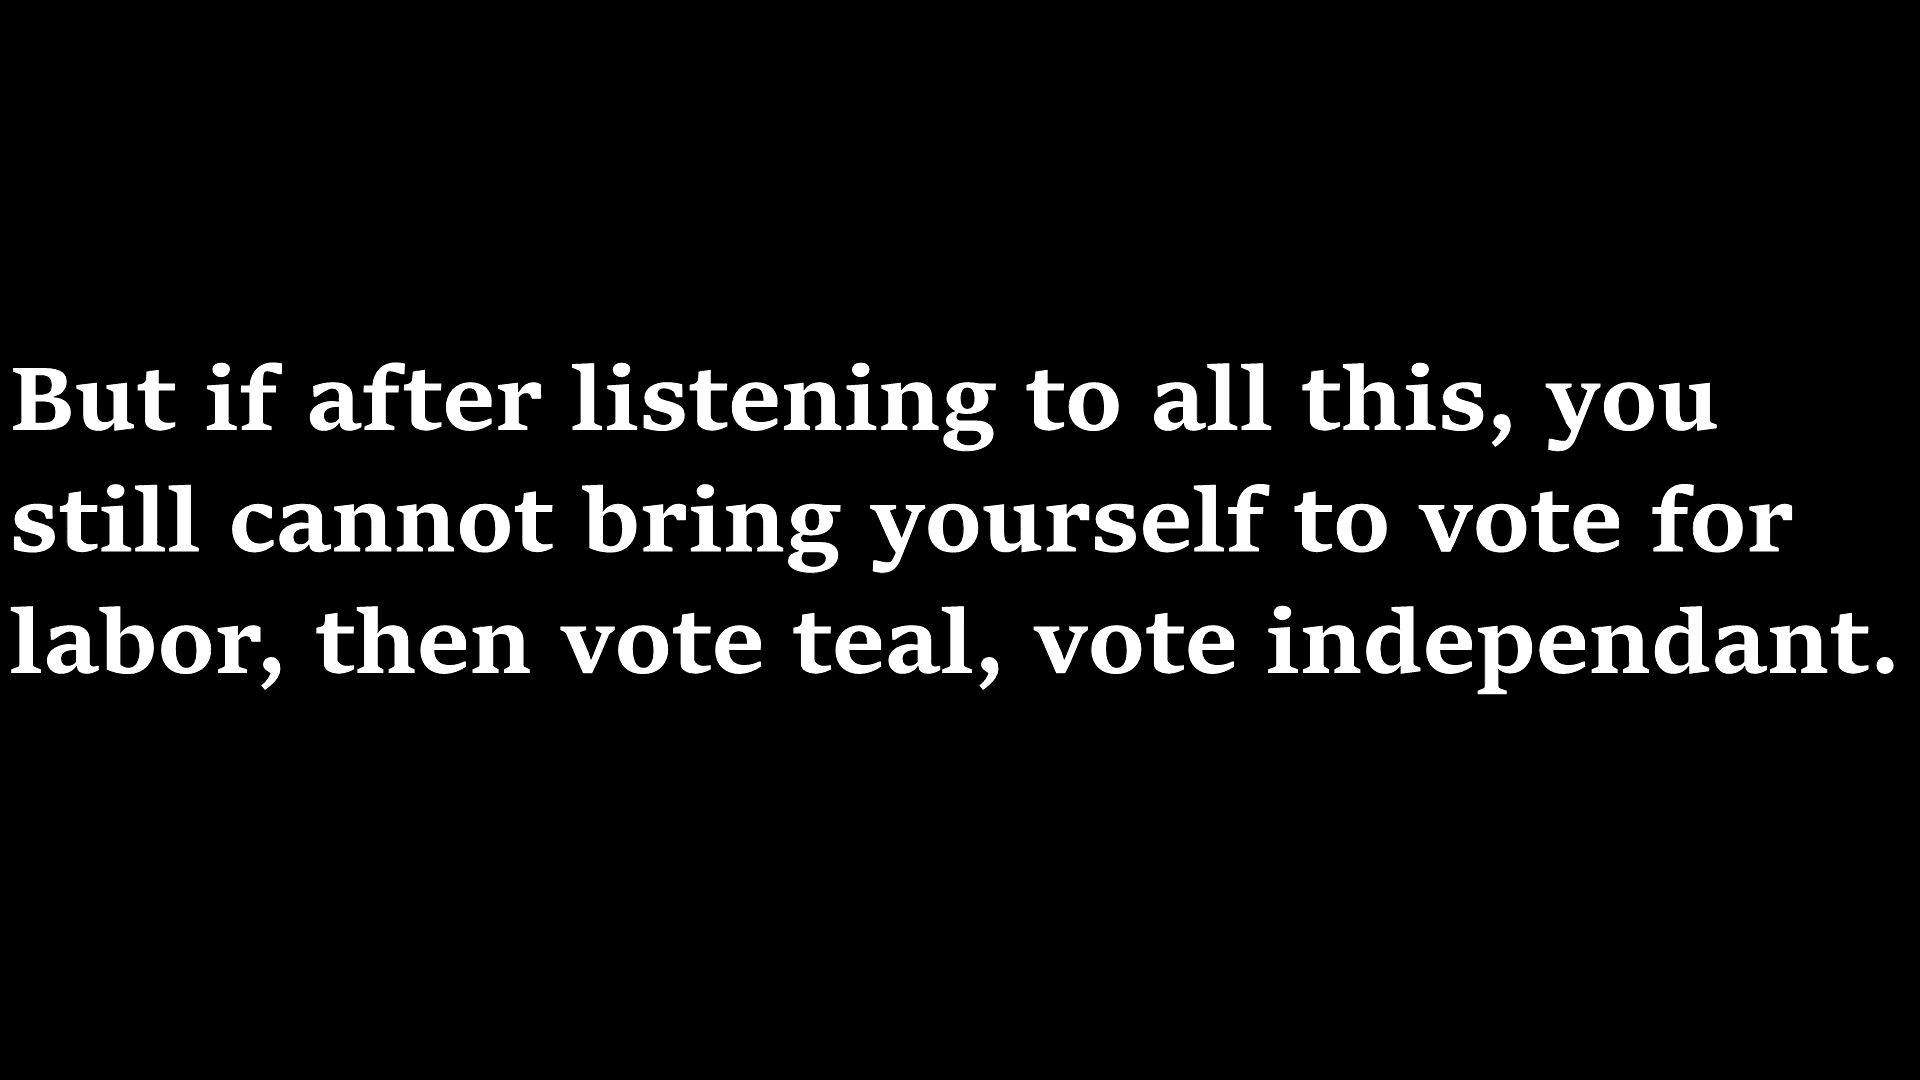 But if after listening to all this, you
still cannot bring yourself to vote for
labor, then vote teal, vote independant.